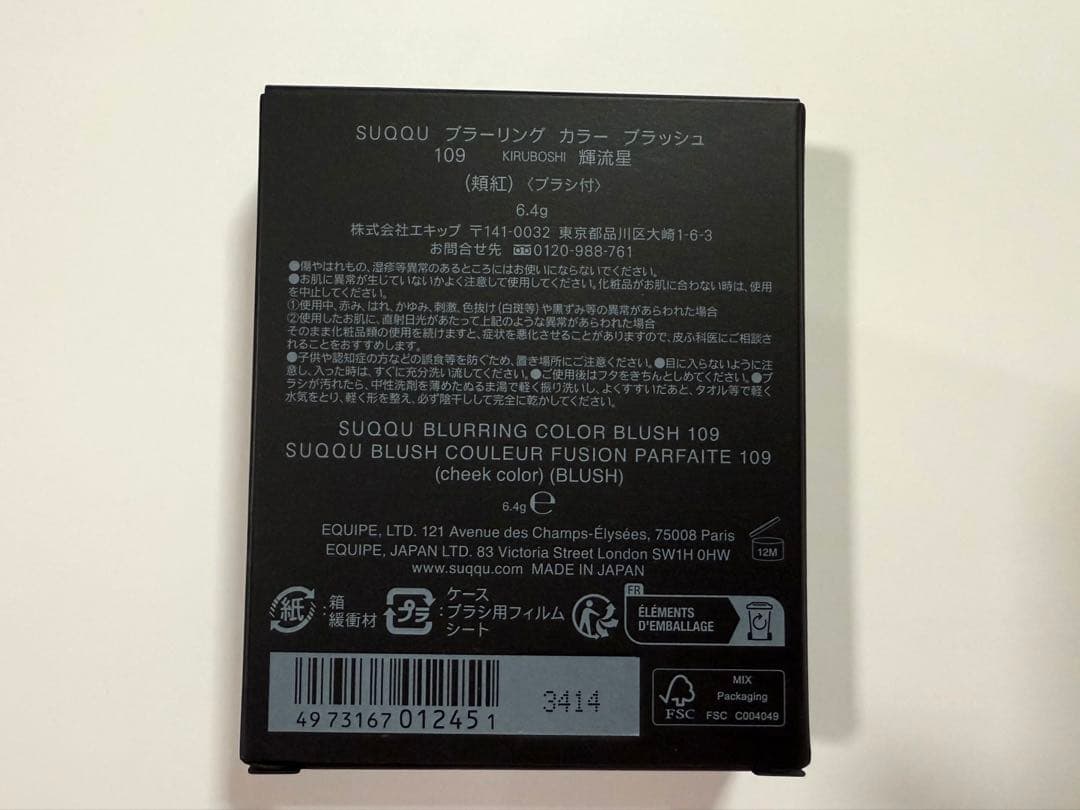 SUQQU ブラーリング カラー ブラッシュ
109 KIRUBOSHI 輝流星
(頬紅)〈ブラシ付〉
6.4g
株式会社エキップ 〒141-0032 東京都品川区大崎1-6-3
お問合せ先 0120-988-761
●傷やはれもの、湿疹等異常のあるところにはお使いにならないでください。
●お肌に異常が生じていないかよく注意して使用してください。化粧品がお肌に合わない時は、使用
を中止してください。
①使用中、赤み、はれ、かゆみ、刺激、色抜け(白斑等)や黒ずみ等の異常があらわれた場合
②使用したお肌に、直射日光があたって上記のような異常があらわれた場合
そのまま化粧品類の使用を続けますと、症状を悪化させることがありますので、皮ふ科医にご相談さ
れることをおすすめします。
●子供や認知症の方などの誤食等を防ぐため、置き場所にご注意ください。●目に入らないように注
意し、入った時は、すぐに充分洗い流してください。●ご使用後はフタをきちんとしめてください。●ブ
ラシが汚れたら、中性洗剤を薄めたぬるま湯で軽く振り洗いし、よくすすいだあと、タオル等で軽く
水気をとり、軽く形を整え、必ず陰干しして完全に乾かしてください。
SUQQU BLURRING COLOR BLUSH 109
SUQQU BLUSH COULEUR FUSION PARFAITE 109
(cheek color) (BLUSH)
6.4g ℮
EQUIPE, LTD. 121 Avenue des Champs-Élysées, 75008 Paris
EQUIPE, JAPAN LTD. 83 Victoria Street London SW1H 0HW
www.suqqu.com MADE IN JAPAN
12M
紙 : 箱
緩衝材
プラ : ケース
ブラシ用フィルム
シート
FR
ÉLÉMENTS
D'EMBALLAGE
4973167012451
3414
FSC
MIX
Packaging
FSC C004049